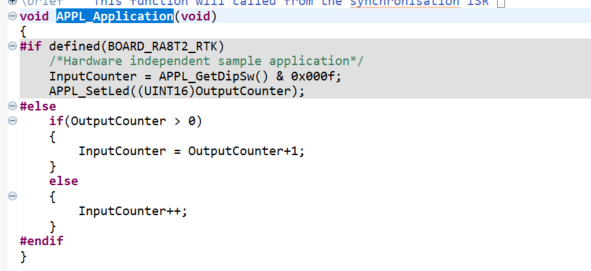 \brief This function will called from the synchronisation ISR
void APPL_Application(void)
{
#if defined(BOARD_RA8T2_RTK)
/*Hardware independent sample application*/
InputCounter = APPL_GetDipSw() & 0x000f;
APPL_SetLed((UINT16)OutputCounter);
#else
if(OutputCounter > 0)
{
InputCounter = OutputCounter+1;
}
else
{
InputCounter++;
}
#endif
}